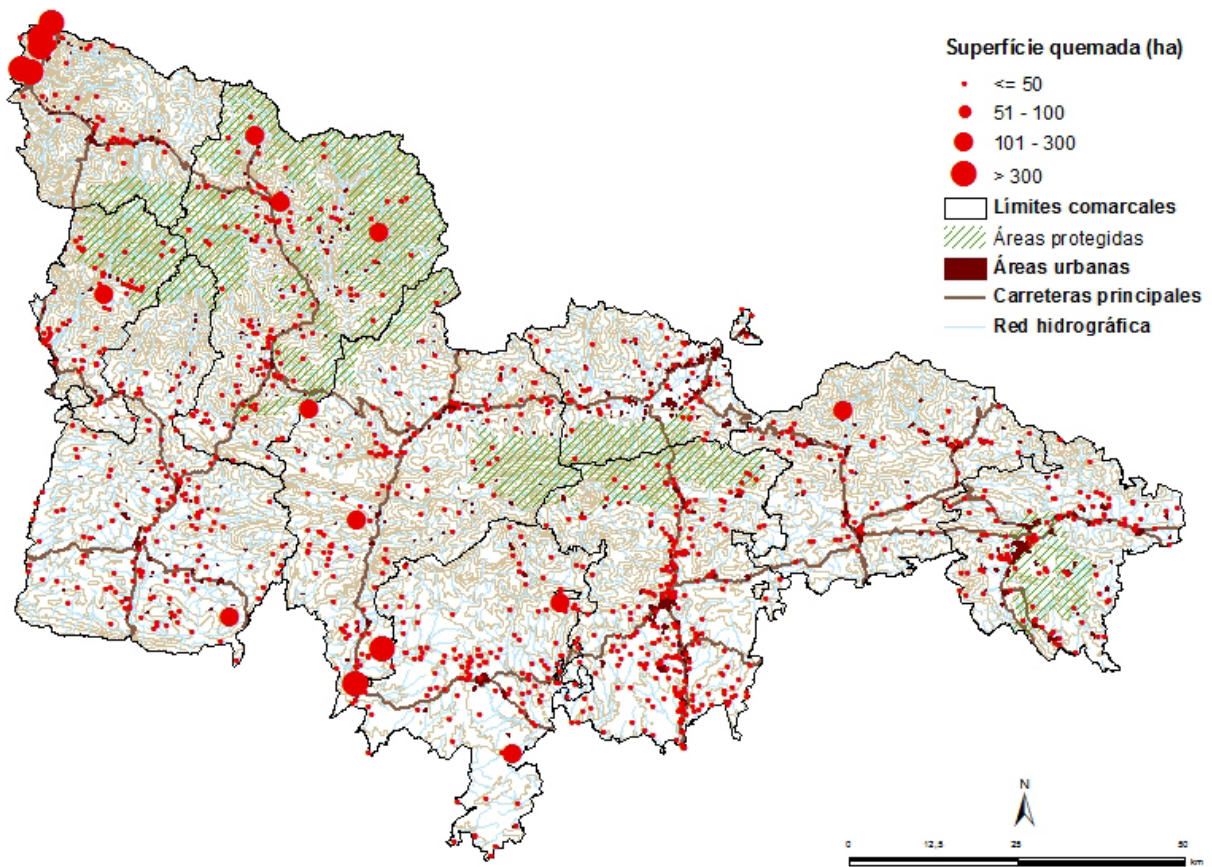 Superfície quemada (ha)
<= 50
51 - 100
101 - 300
> 300
Límites comarcales
Áreas protegidas
Áreas urbanas
Carreteras principales
Red hidrográfica
N
0 12,5 25 50
km